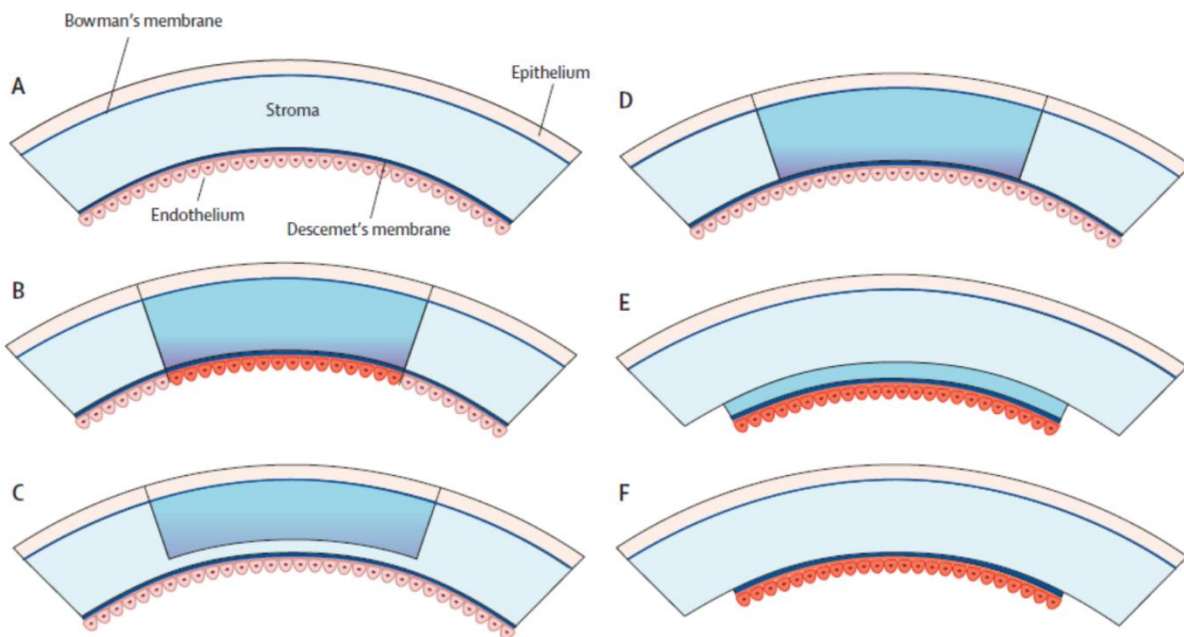 Bowman's membrane
A
Epithelium
Stroma
Endothelium
Descemet's membrane
B
C
D
E
F